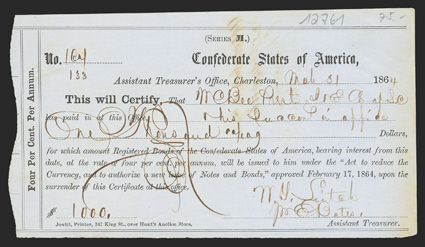 12761 75.-
(SERIES M.)
No. 164
133
Confederate States of America,
Assistant Treasurer's Office, Charleston, Mch 31 1864
This will Certify, That
has paid in at this Office
One Thousand
Dollars,
for which amount Registered Bonds of the Confederate States of America, bearing interest from this
date, at the rate of four per cent. per annum, will be issued to him under the "Act to reduce the
Currency, and to authorize a new issue of Notes and Bonds," approved February 17, 1864, upon the
surrender of this Certificate at this office.
$ 1000
Assistant Treasurer.
Jowitt, Printer, 347 King St., over Hunt's Auction Store.
Four Per Cent. Per Annum.